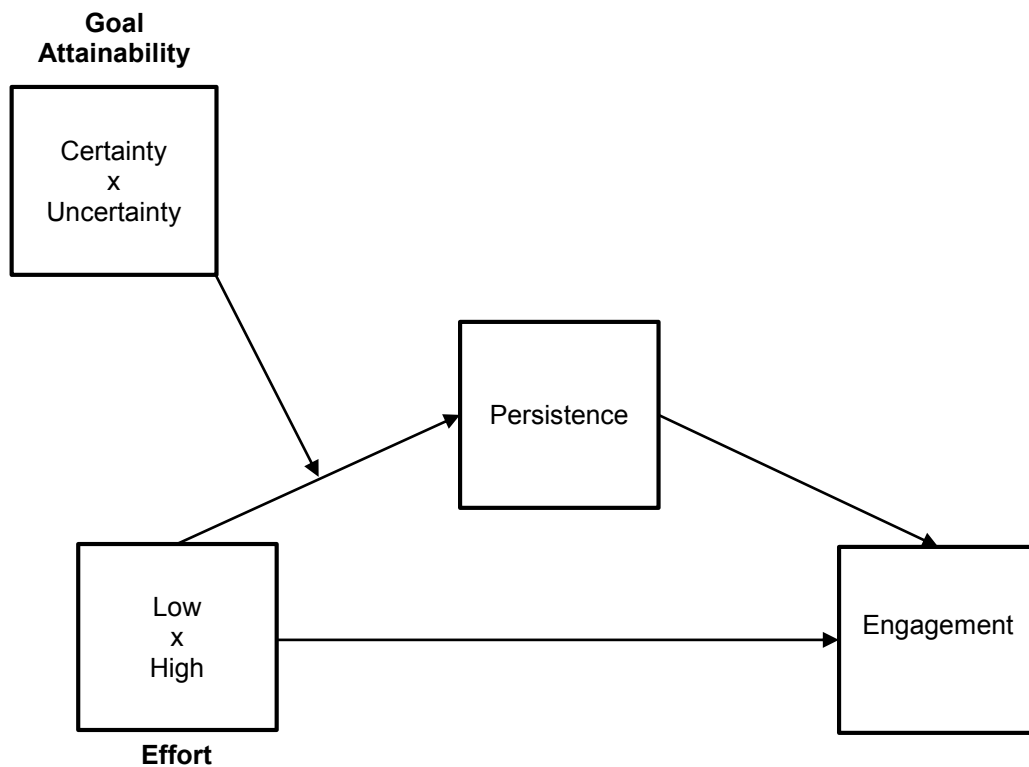 Goal
Attainability
Certainty
x
Uncertainty
Persistence
Low
x
High
Engagement
Effort